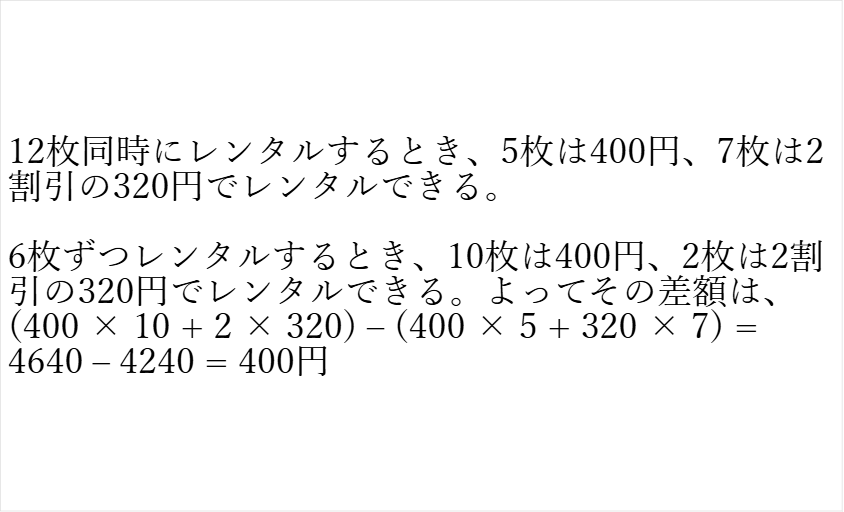 12枚同時にレンタルするとき、5枚は400円、7枚は2
割引の320円でレンタルできる。
6枚ずつレンタルするとき、10枚は400円、2枚は2割
引の320円でレンタルできる。よってその差額は、
(400 × 10 + 2 × 320) – (400 × 5 + 320 × 7) =
4640 – 4240 = 400円